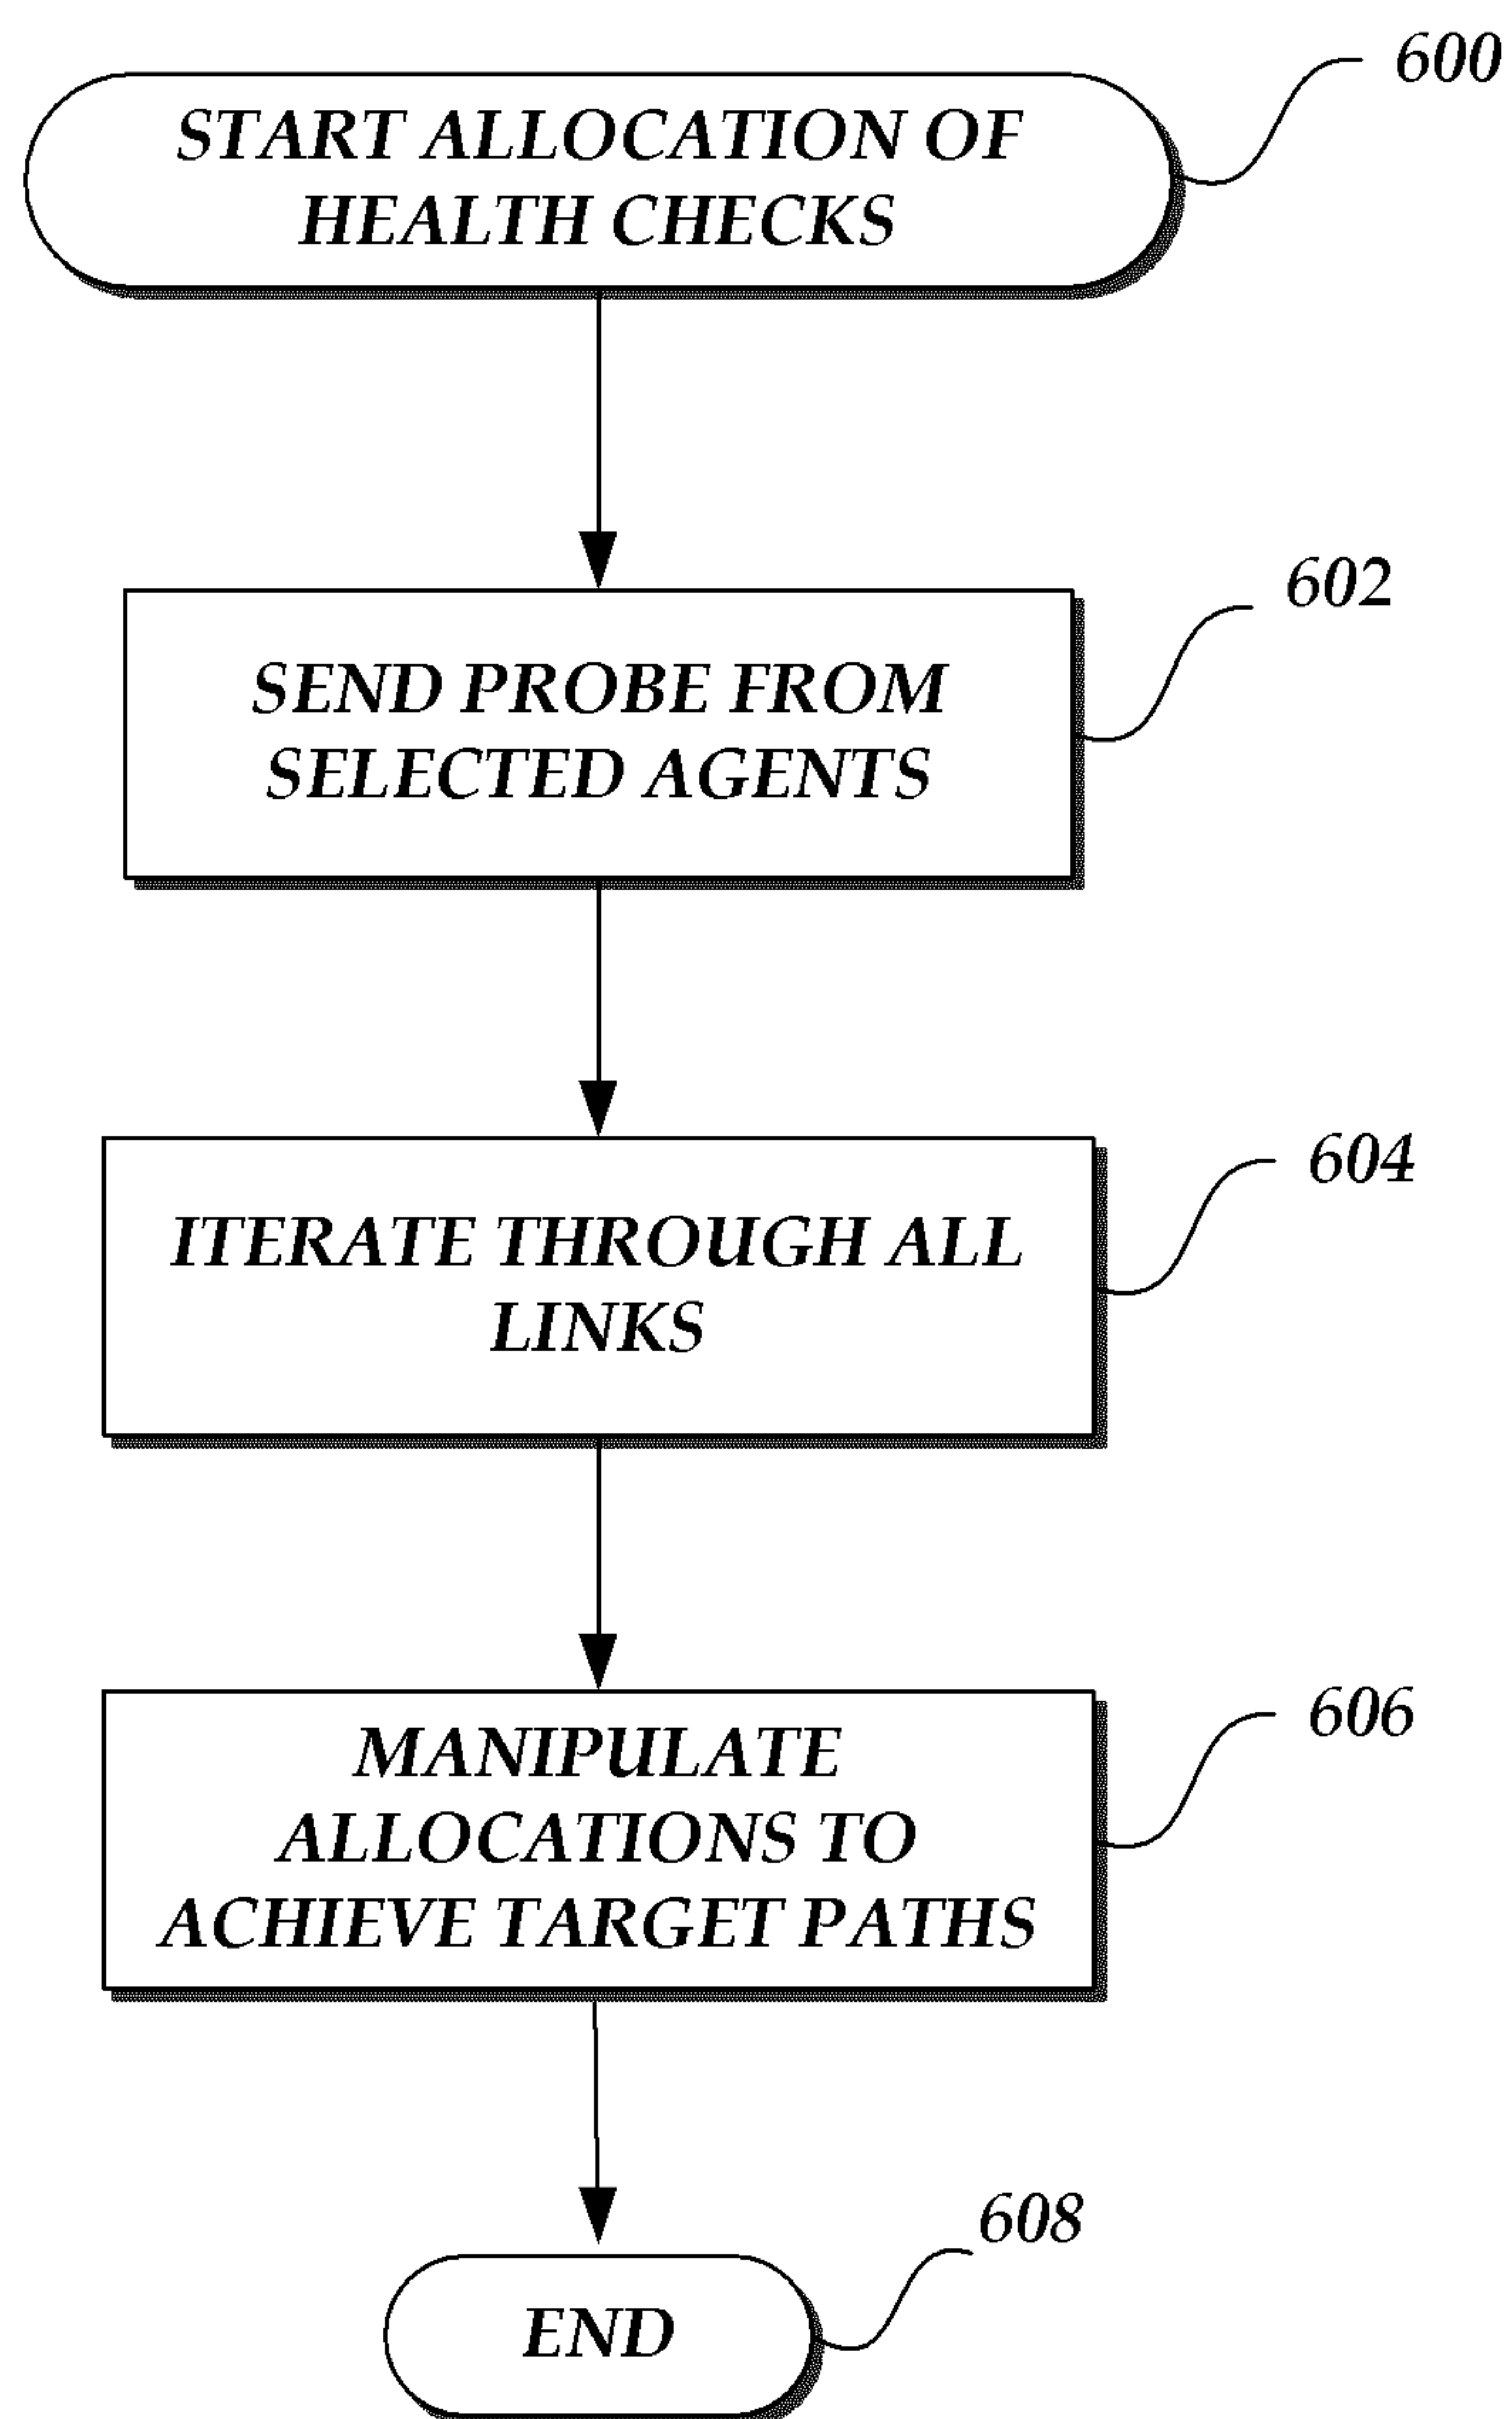 600
START ALLOCATION OF
HEALTH CHECKS
602
SEND PROBE FROM
SELECTED AGENTS
604
ITERATE THROUGH ALL
LINKS
606
MANIPULATE
ALLOCATIONS TO
ACHIEVE TARGET PATHS
608
END